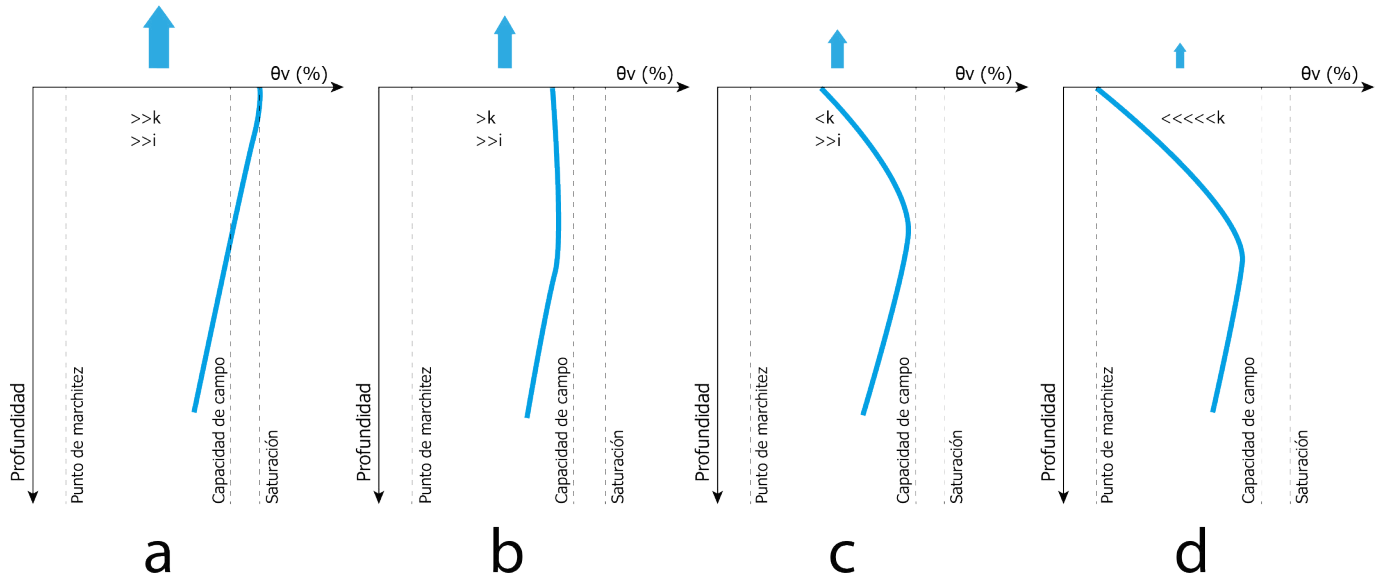 θv (%)
>>k
>>i
Profundidad
Punto de marchitez
Capacidad de campo
Saturación
a
θv (%)
>k
>>i
Profundidad
Punto de marchitez
Capacidad de campo
Saturación
b
θv (%)
<k
>>i
Profundidad
Punto de marchitez
Capacidad de campo
Saturación
c
θv (%)
<<<<<k
Profundidad
Punto de marchitez
Capacidad de campo
Saturación
d